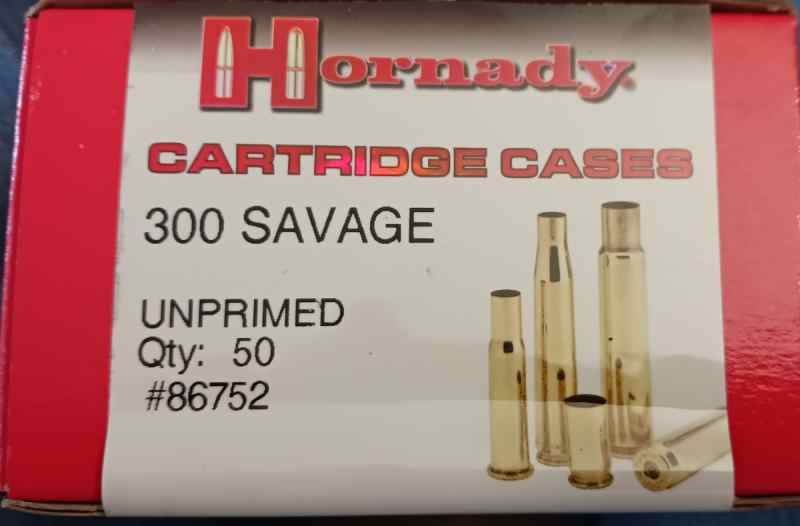 Hornady
CARTRIDGE CASES
300 SAVAGE
UNPRIMED
Qty: 50
#86752